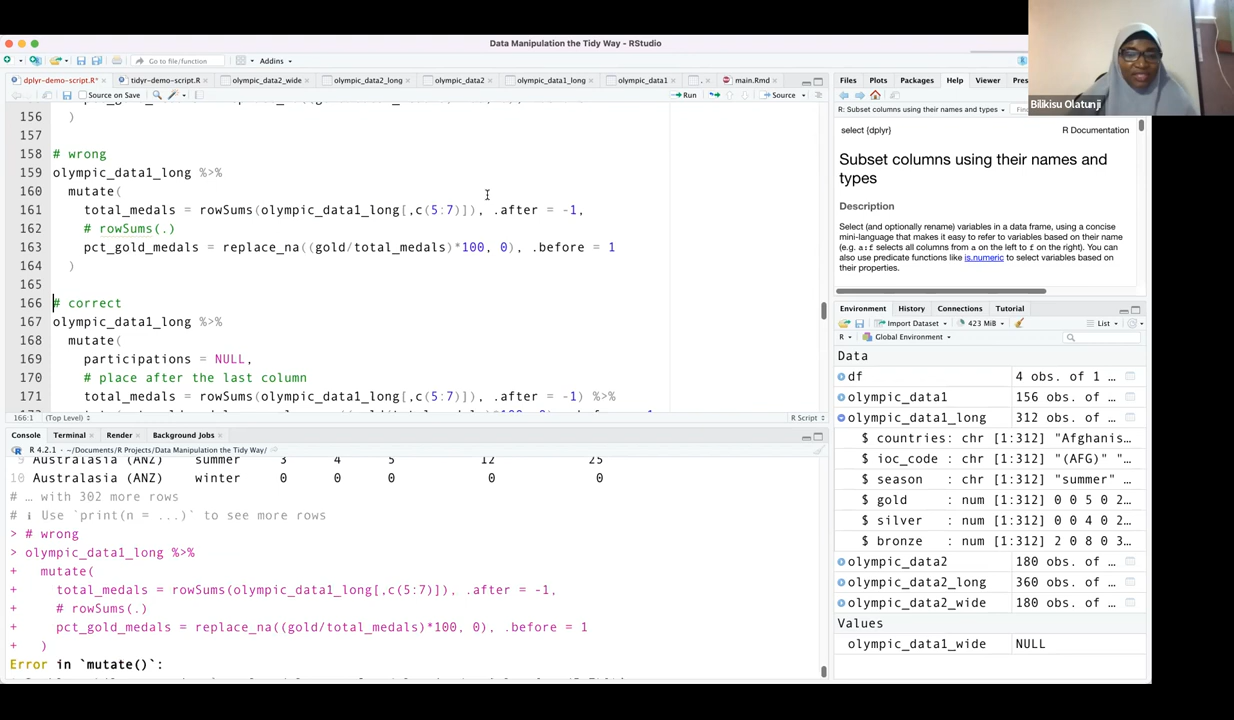 Data Manipulation the Tidy Way - RStudio
Go to file/function
Addins
dplyr-demo-script.R*
tidyr-demo-script.R
olympic_data2_wide
olympic_data2_long
olympic_data2
olympic_data1_long
olympic_data1
main.Rmd
Source on Save
Run
Source
156 )
157
158 # wrong
159 olympic_data1_long %>%
160 mutate(
161 total_medals = rowSums(olympic_data1_long[,c(5:7)]), .after = -1,
162 # rowSums(.)
163 pct_gold_medals = replace_na((gold/total_medals)*100, 0), .before = 1
164 )
165
166 # correct
167 olympic_data1_long %>%
168 mutate(
169 participations = NULL,
170 # place after the last column
171 total_medals = rowSums(olympic_data1_long[,c(5:7)]), .after = -1) %>%
166:1 (Top Level)
R Script
Console
Terminal
Render
Background Jobs
R 4.2.1 · ~/Documents/R Projects/Data Manipulation the Tidy Way/
9 Australasia (ANZ) summer 3 4 5 12 25
10 Australasia (ANZ) winter 0 0 0 0 0
# … with 302 more rows
# ℹ Use `print(n = ...)` to see more rows
> # wrong
> olympic_data1_long %>%
+ mutate(
+ total_medals = rowSums(olympic_data1_long[,c(5:7)]), .after = -1,
+ # rowSums(.)
+ pct_gold_medals = replace_na((gold/total_medals)*100, 0), .before = 1
+ )
Error in `mutate()`:
Bilikisu Olatunji
Files
Plots
Packages
Help
Viewer
R: Subset columns using their names and types
select {dplyr}
R Documentation
Subset columns using their names and
types
Description
Select (and optionally rename) variables in a data frame, using a concise
mini-language that makes it easy to refer to variables based on their name
(e.g. a:f selects all columns from a on the left to f on the right). You can
also use predicate functions like is.numeric to select variables based on
their properties.
Environment
History
Connections
Tutorial
Import Dataset
423 MiB
List
R
Global Environment
Data
df 4 obs. of 1 …
olympic_data1 156 obs. of …
olympic_data1_long 312 obs. of …
$ countries: chr [1:312] "Afghanis…
$ ioc_code : chr [1:312] "(AFG)" "…
$ season : chr [1:312] "summer" …
$ gold : num [1:312] 0 0 5 0 2…
$ silver : num [1:312] 0 0 4 0 2…
$ bronze : num [1:312] 2 0 8 0 3…
olympic_data2 180 obs. of …
olympic_data2_long 360 obs. of …
olympic_data2_wide 180 obs. of …
Values
olympic_data1_wide NULL